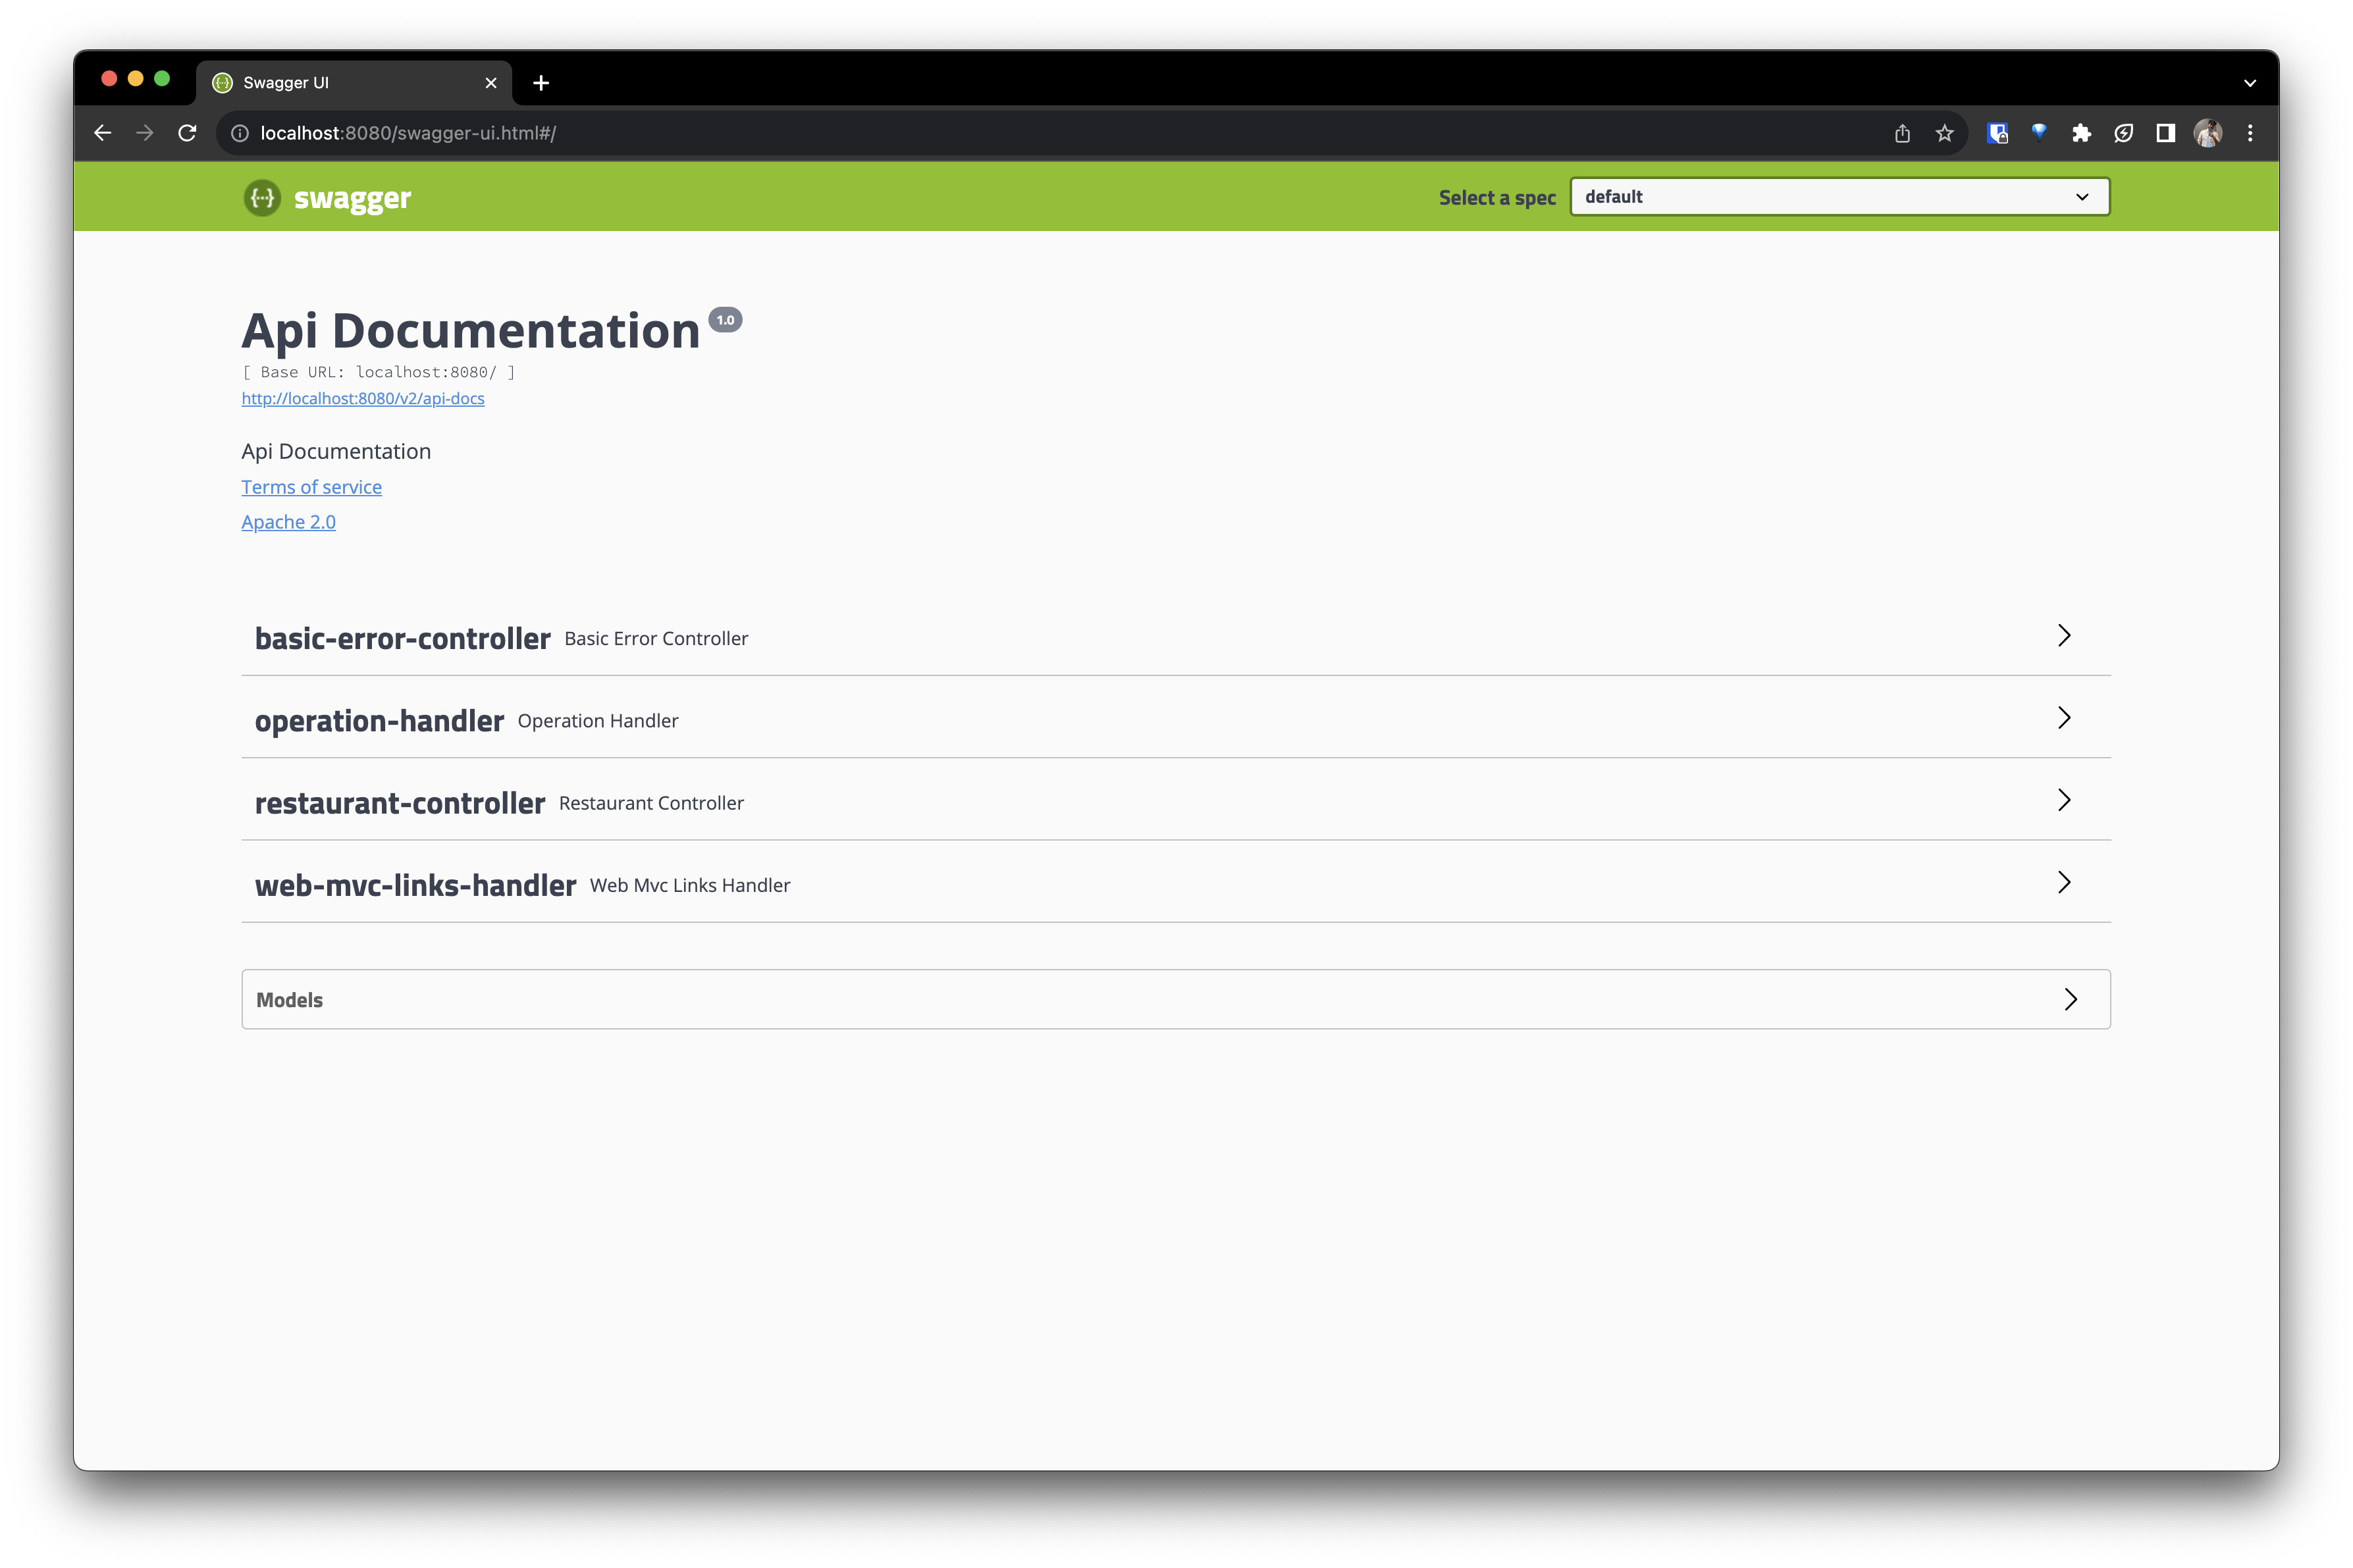 Swagger UI
localhost:8080/swagger-ui.html#/
swagger
Select a spec
default
Api Documentation 1.0
[ Base URL: localhost:8080/ ]
http://localhost:8080/v2/api-docs
Api Documentation
Terms of service
Apache 2.0
basic-error-controller Basic Error Controller
operation-handler Operation Handler
restaurant-controller Restaurant Controller
web-mvc-links-handler Web Mvc Links Handler
Models